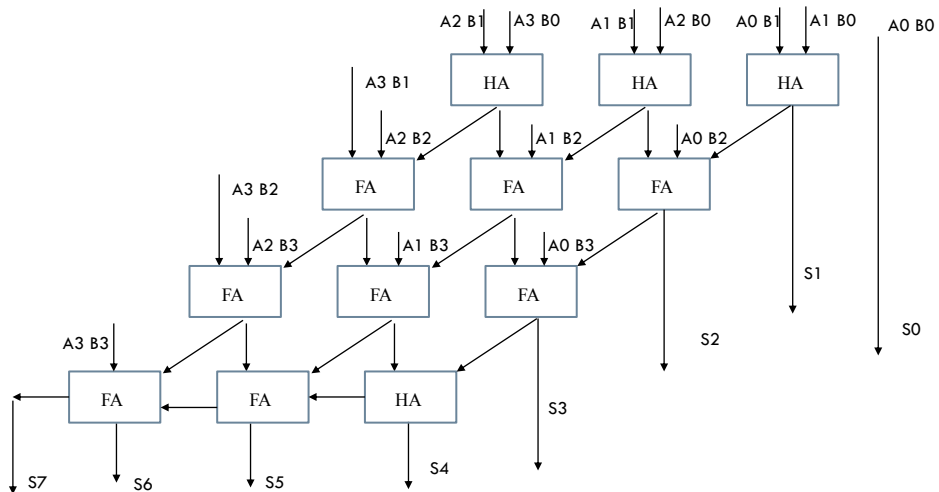 A2 B1 A3 B0 A1 B1 A2 B0 A0 B1 A1 B0 A0 B0
HA HA HA
A3 B1
A2 B2 A1 B2 A0 B2
FA FA FA
A3 B2
A2 B3 A1 B3 A0 B3
FA FA FA
S1
S0
S2
A3 B3
FA FA HA
S3
S7 S6 S5 S4